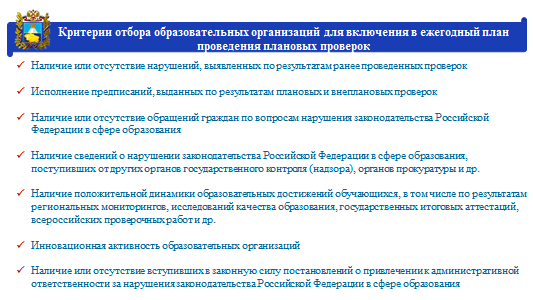 Критерии отбора образовательных организаций для включения в ежегодный план
проведения плановых проверок
Наличие или отсутствие нарушений, выявленных по результатам ранее проведенных проверок
Исполнение предписаний, выданных по результатам плановых и внеплановых проверок
Наличие или отсутствие обращений граждан по вопросам нарушения законодательства Российской
Федерации в сфере образования
Наличие сведений о нарушении законодательства Российской Федерации в сфере образования,
поступивших от других органов государственного контроля (надзора), органов прокуратуры и др.
Наличие положительной динамики образовательных достижений обучающихся, в том числе по результатам
региональных мониторингов, исследований качества образования, государственных итоговых аттестаций,
всероссийских проверочных работ и др.
Инновационная активность образовательных организаций
Наличие или отсутствие вступивших в законную силу постановлений о привлечении к административной
ответственности за нарушения законодательства Российской Федерации в сфере образования